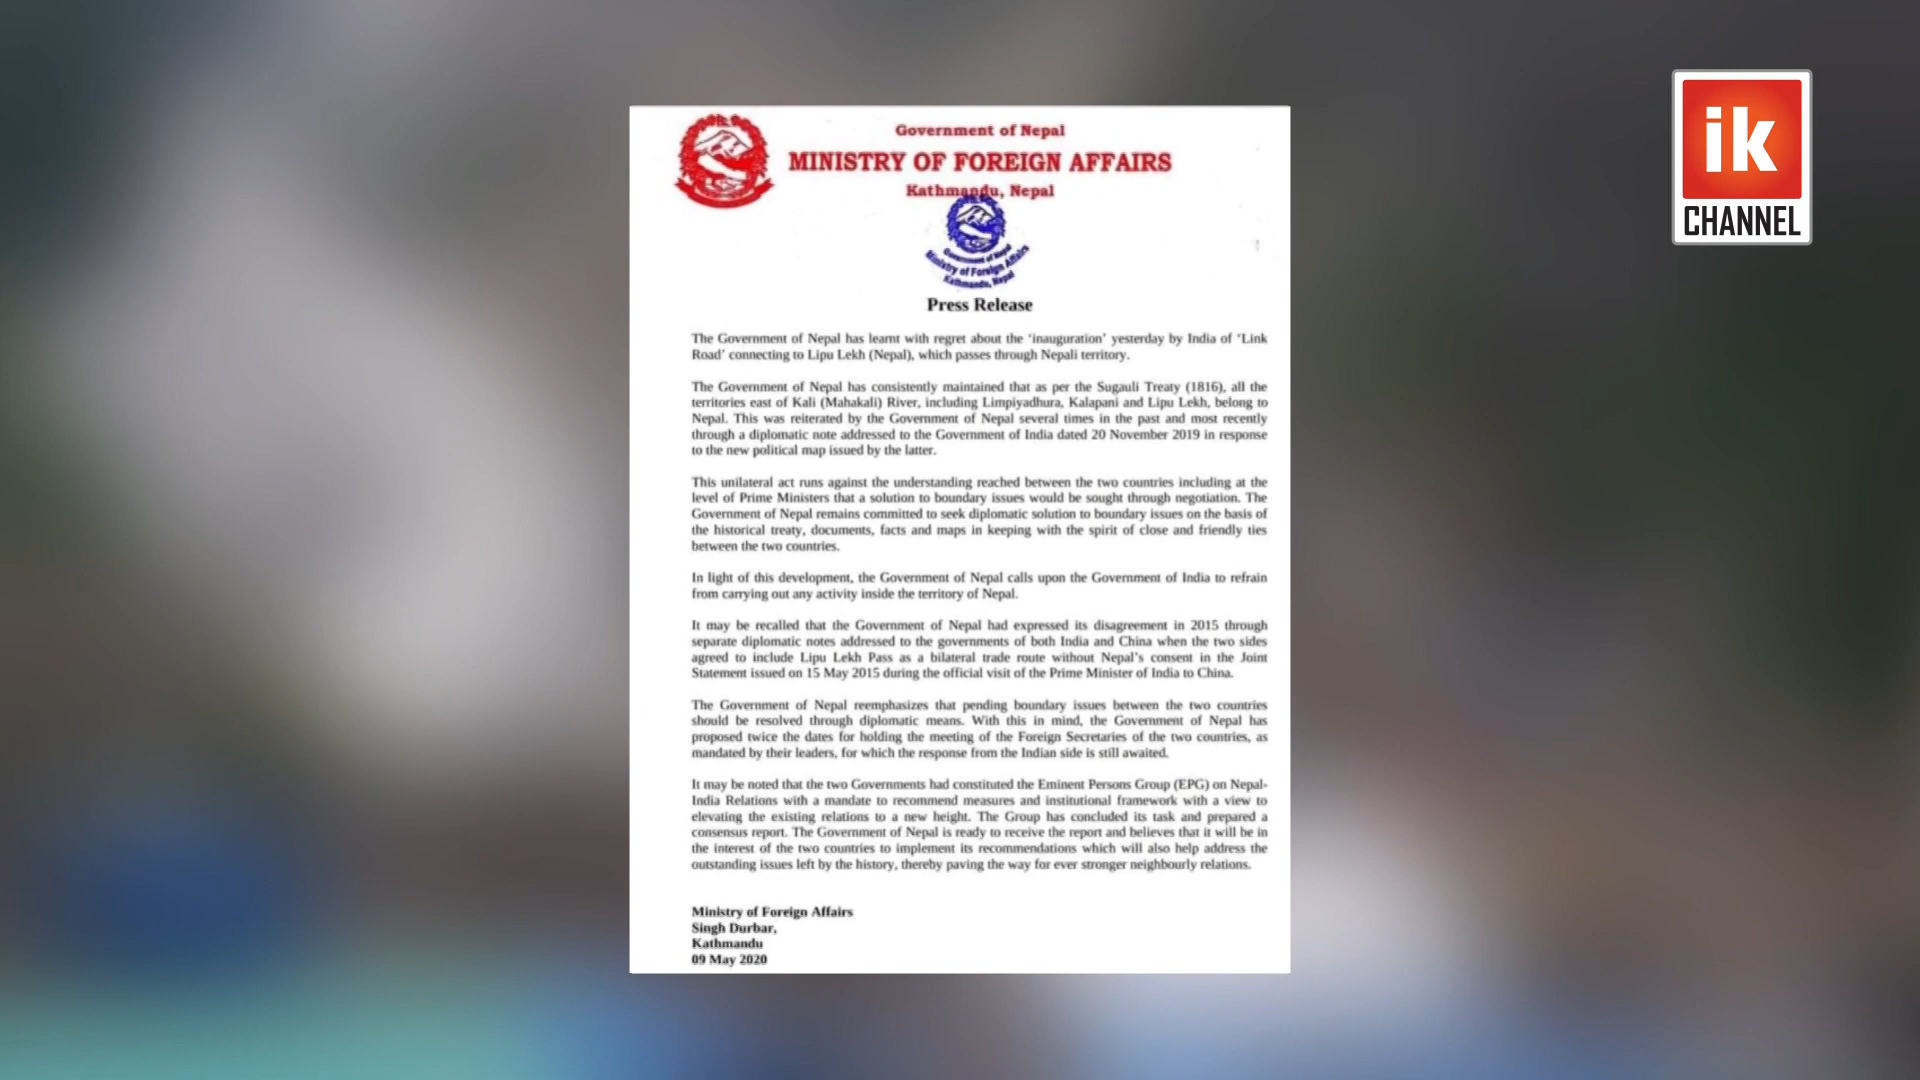 Government of Nepal
MINISTRY OF FOREIGN AFFAIRS
Kathmandu, Nepal
Government of Nepal
Ministry of Foreign Affairs
Kathmandu, Nepal
Press Release
The Government of Nepal has learnt with regret about the ‘inauguration’ yesterday by India of ‘Link
Road’ connecting to Lipu Lekh (Nepal), which passes through Nepali territory.
The Government of Nepal has consistently maintained that as per the Sugauli Treaty (1816), all the
territories east of Kali (Mahakali) River, including Limpiyadhura, Kalapani and Lipu Lekh, belong to
Nepal. This was reiterated by the Government of Nepal several times in the past and most recently
through a diplomatic note addressed to the Government of India dated 20 November 2019 in response
to the new political map issued by the latter.
This unilateral act runs against the understanding reached between the two countries including at the
level of Prime Ministers that a solution to boundary issues would be sought through negotiation. The
Government of Nepal remains committed to seek diplomatic solution to boundary issues on the basis of
the historical treaty, documents, facts and maps in keeping with the spirit of close and friendly ties
between the two countries.
In light of this development, the Government of Nepal calls upon the Government of India to refrain
from carrying out any activity inside the territory of Nepal.
It may be recalled that the Government of Nepal had expressed its disagreement in 2015 through
separate diplomatic notes addressed to the governments of both India and China when the two sides
agreed to include Lipu Lekh Pass as a bilateral trade route without Nepal’s consent in the Joint
Statement issued on 15 May 2015 during the official visit of the Prime Minister of India to China.
The Government of Nepal reemphasizes that pending boundary issues between the two countries
should be resolved through diplomatic means. With this in mind, the Government of Nepal has
proposed twice the dates for holding the meeting of the Foreign Secretaries of the two countries, as
mandated by their leaders, for which the response from the Indian side is still awaited.
It may be noted that the two Governments had constituted the Eminent Persons Group (EPG) on Nepal-
India Relations with a mandate to recommend measures and institutional framework with a view to
elevating the existing relations to a new height. The Group has concluded its task and prepared a
consensus report. The Government of Nepal is ready to receive the report and believes that it will be in
the interest of the two countries to implement its recommendations which will also help address the
outstanding issues left by the history, thereby paving the way for ever stronger neighbourly relations.
Ministry of Foreign Affairs
Singh Durbar,
Kathmandu
09 May 2020
ik
CHANNEL